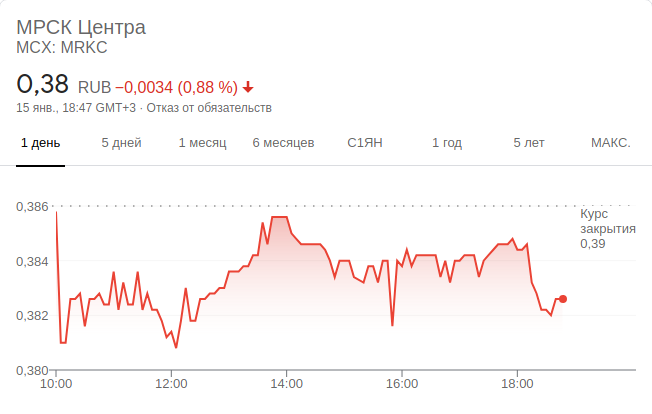 МРСК Центра
MCX: MRKC
0,38 RUB −0,0034 (0,88 %)
15 янв., 18:47 GMT+3 · Отказ от обязательств
1 день 5 дней 1 месяц 6 месяцев С1ЯН 1 год 5 лет МАКС.
0,386
Курс
закрытия
0,39
0,384
0,382
0,380
10:00 12:00 14:00 16:00 18:00